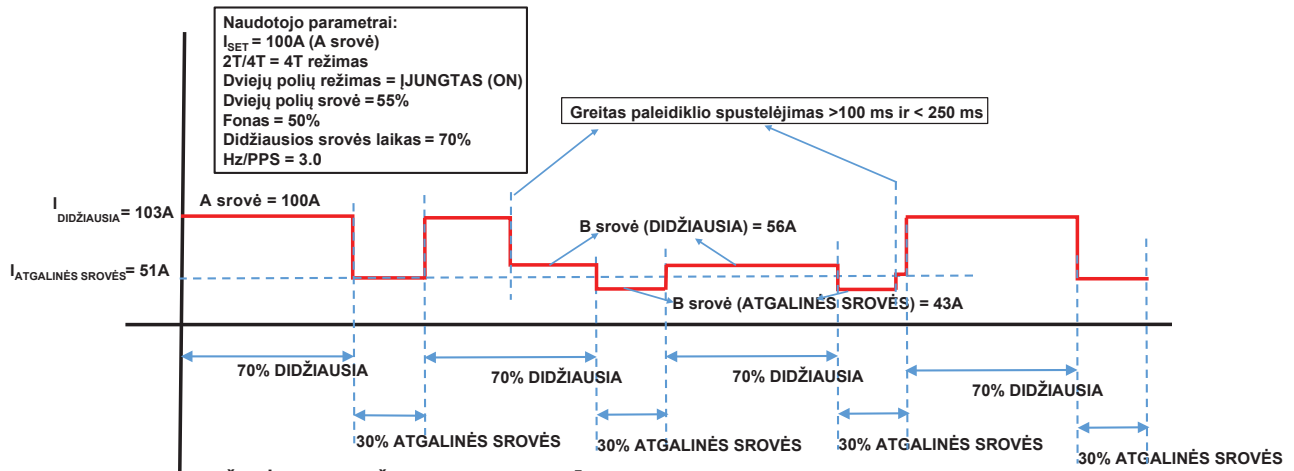 Naudotojo parametrai:
I_SET = 100A (A srovė)
2T/4T = 4T režimas
Dviejų polių režimas = ĮJUNGTAS (ON)
Dviejų polių srovė = 55%
Fonas = 50%
Didžiausios srovės laikas = 70%
Hz/PPS = 3.0
Greitas paleidiklio spustelėjimas >100 ms ir < 250 ms
I DIDŽIAUSIA = 103A
A srovė = 100A
B srovė (DIDŽIAUSIA) = 56A
I ATGALINĖS SROVĖS = 51A
B srovė (ATGALINĖS SROVĖS) = 43A
70% DIDŽIAUSIA
70% DIDŽIAUSIA
70% DIDŽIAUSIA
70% DIDŽIAUSIA
30% ATGALINĖS SROVĖS
30% ATGALINĖS SROVĖS
30% ATGALINĖS SROVĖS
30% ATGALINĖS SROVĖS